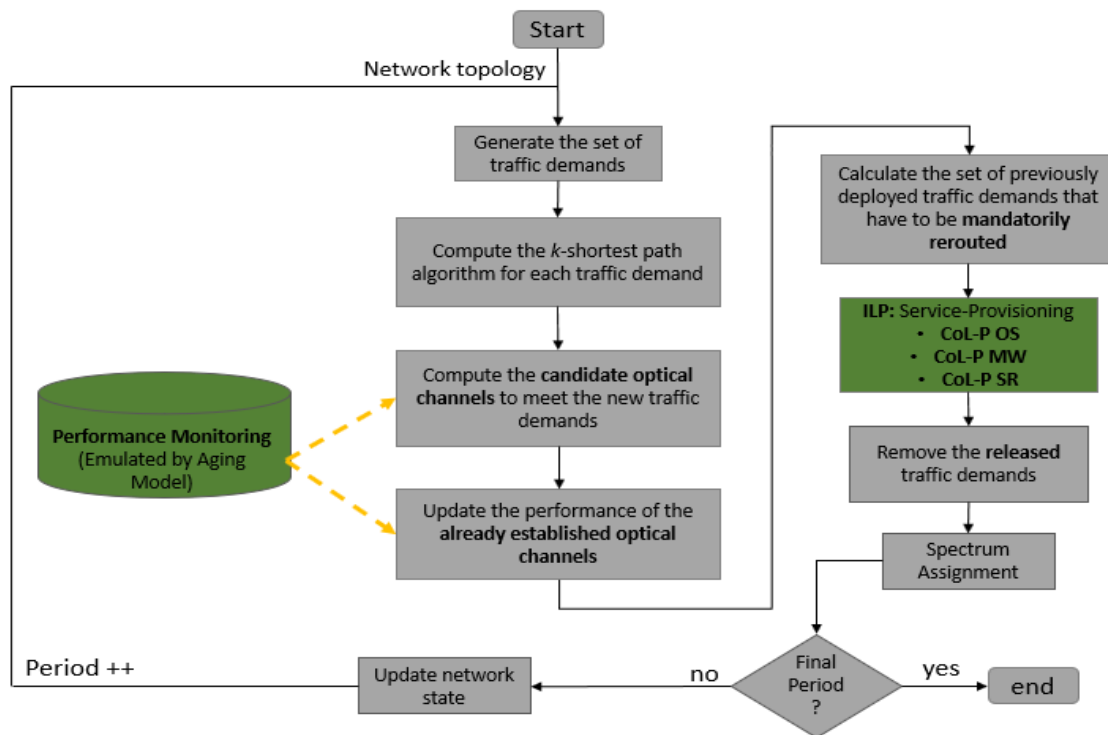 Start
Network topology
Generate the set of
traffic demands
Compute the k-shortest path
algorithm for each traffic demand
Compute the candidate optical
channels to meet the new traffic
demands
Performance Monitoring
(Emulated by Aging
Model)
Update the performance of the
already established optical
channels
Calculate the set of previously
deployed traffic demands that
have to be mandatorily
rerouted
ILP: Service-Provisioning
• CoL-P OS
• CoL-P MW
• CoL-P SR
Remove the released
traffic demands
Spectrum
Assignment
Final
Period
?
yes
end
no
Update network
state
Period ++